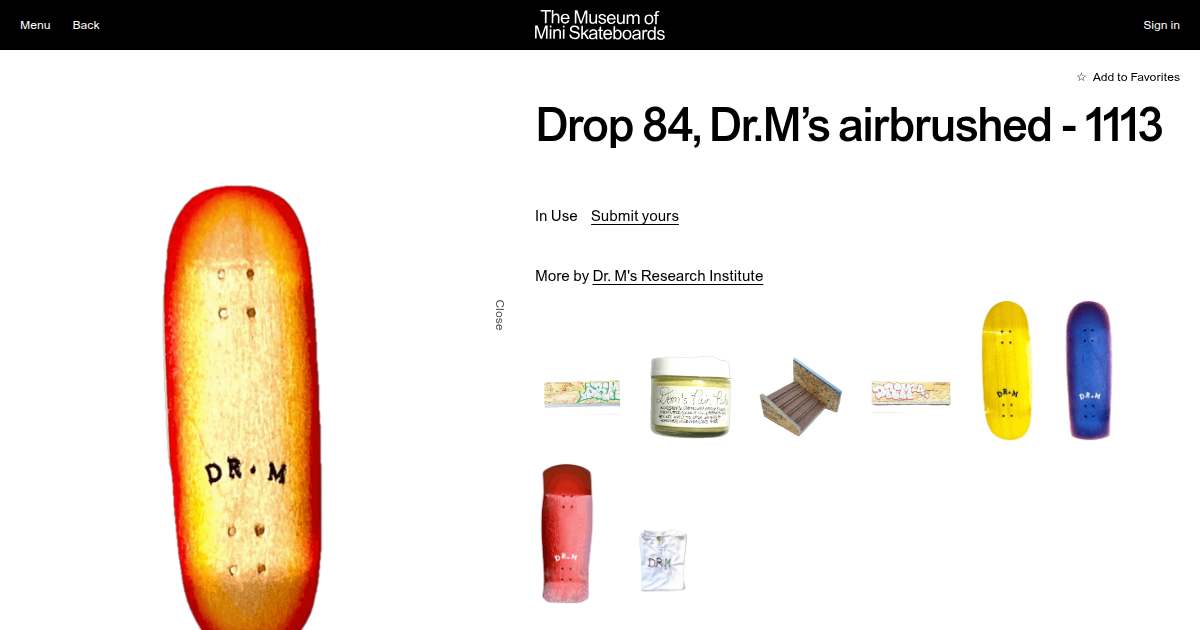 Menu
Back
The Museum of
Mini Skateboards
Sign in
☆ Add to Favorites
Drop 84, Dr.M’s airbrushed - 1113
In Use
Submit yours
More by Dr. M's Research Institute
Close
DR.M
DR.M
DR.M
DR.M
DRM